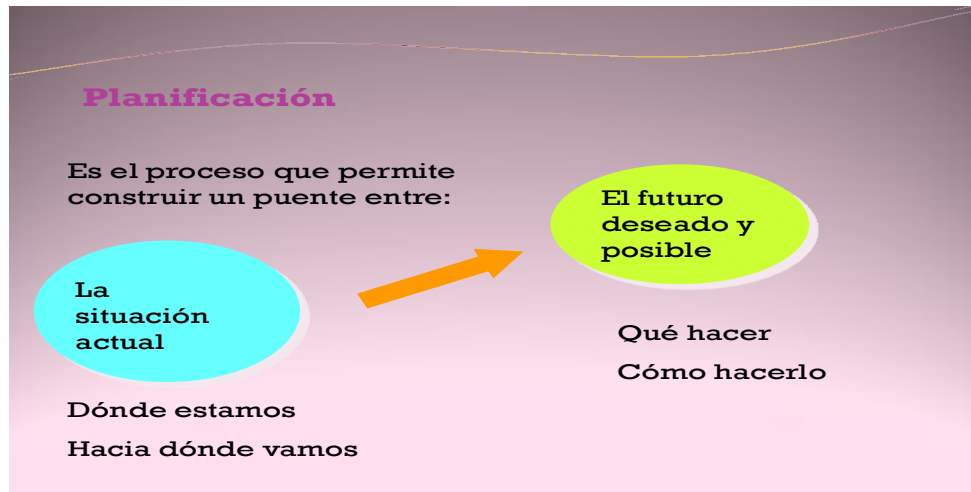 Planificación
Es el proceso que permite
construir un puente entre:
La
situación
actual
Dónde estamos
Hacia dónde vamos
El futuro
deseado y
posible
Qué hacer
Cómo hacerlo